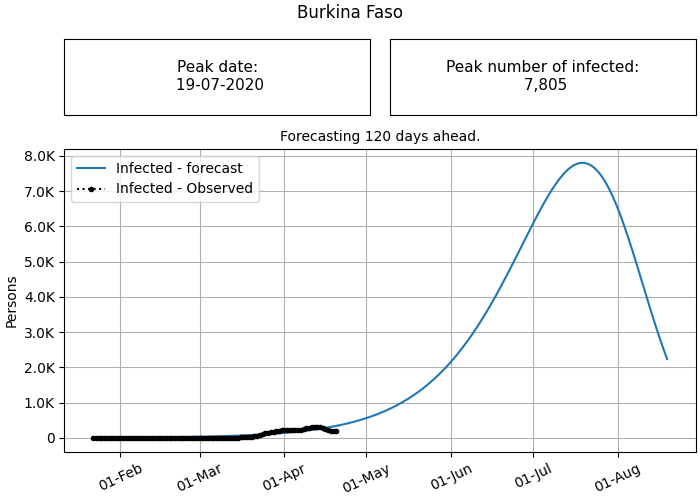 Burkina Faso
Peak date:
19-07-2020
Peak number of infected:
7,805
Forecasting 120 days ahead.
Infected - forecast
Infected - Observed
8.0K
7.0K
6.0K
5.0K
4.0K
3.0K
2.0K
1.0K
0
Persons
01-Feb
01-Mar
01-Apr
01-May
01-Jun
01-Jul
01-Aug